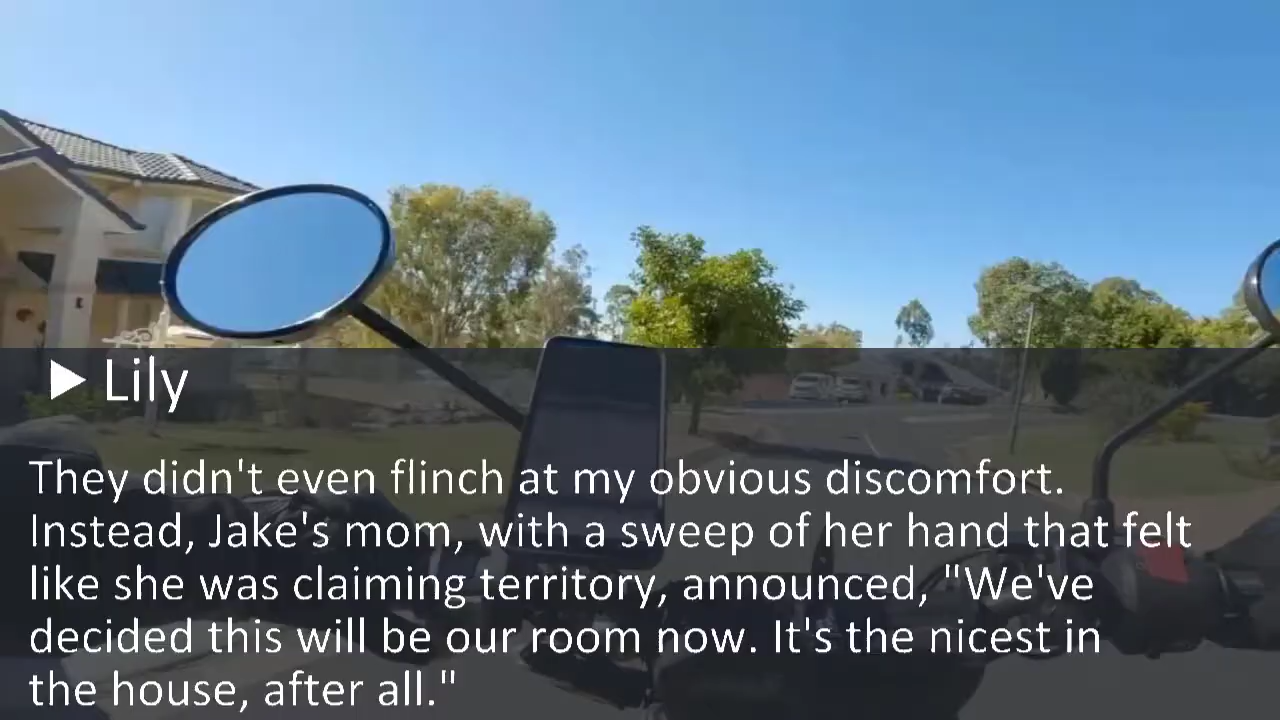 Lily
They didn't even flinch at my obvious discomfort.
Instead, Jake's mom, with a sweep of her hand that felt
like she was claiming territory, announced, "We've
decided this will be our room now. It's the nicest in
the house, after all."